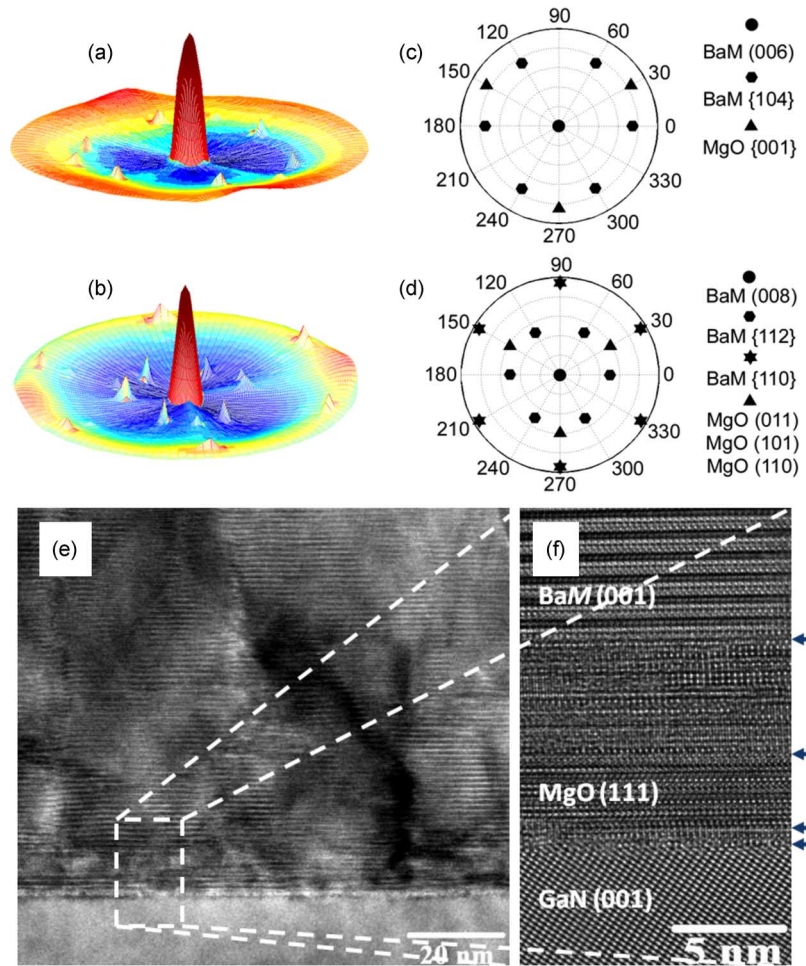 (a)
(c)
90
120
60
150
30
180
0
210
330
240
300
270
BaM (006)
BaM {104}
MgO {001}
(b)
(d)
90
120
60
150
30
180
0
210
330
240
300
270
BaM (008)
BaM {112}
BaM {110}
MgO (011)
MgO (101)
MgO (110)
(e)
20 nm
(f)
BaM (001)
MgO (111)
GaN (001)
5 nm